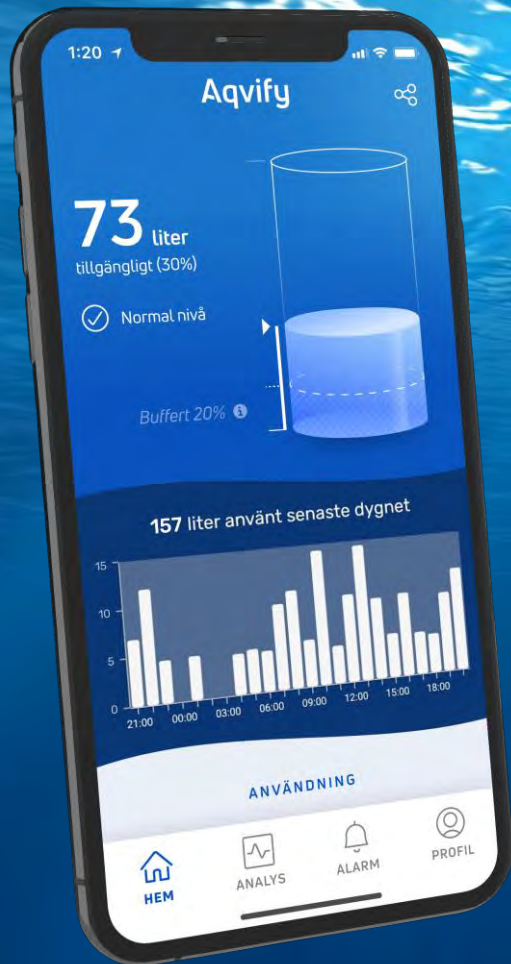 1:20
Aqvify
73 liter
tillgängligt (30%)
Normal nivå
Buffert 20%
157 liter använt senaste dygnet
15
10
5
0
21:00 00:00 03:00 06:00 09:00 12:00 15:00 18:00
ANVÄNDNING
HEM ANALYS ALARM PROFIL